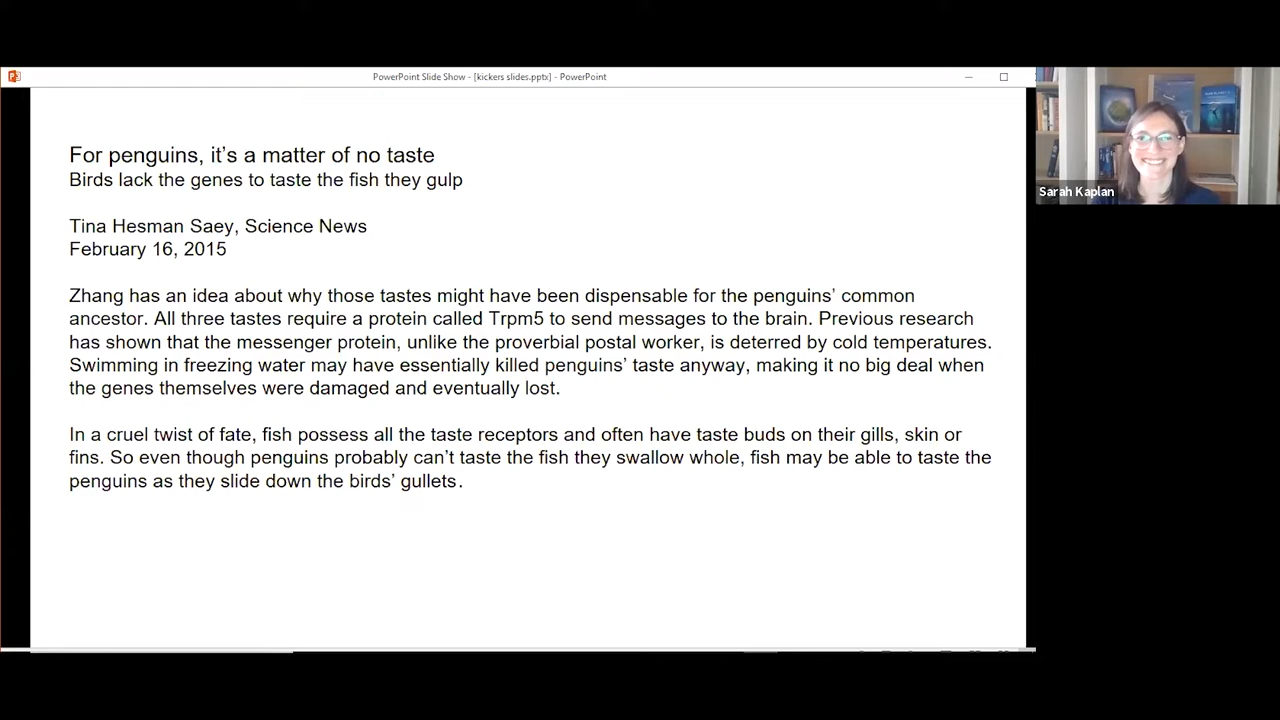 PowerPoint Slide Show - [kickers slides.pptx] - PowerPoint
For penguins, it's a matter of no taste
Birds lack the genes to taste the fish they gulp
Tina Hesman Saey, Science News
February 16, 2015
Zhang has an idea about why those tastes might have been dispensable for the penguins' common
ancestor. All three tastes require a protein called Trpm5 to send messages to the brain. Previous research
has shown that the messenger protein, unlike the proverbial postal worker, is deterred by cold temperatures.
Swimming in freezing water may have essentially killed penguins' taste anyway, making it no big deal when
the genes themselves were damaged and eventually lost.
In a cruel twist of fate, fish possess all the taste receptors and often have taste buds on their gills, skin or
fins. So even though penguins probably can't taste the fish they swallow whole, fish may be able to taste the
penguins as they slide down the birds' gullets.
Sarah Kaplan